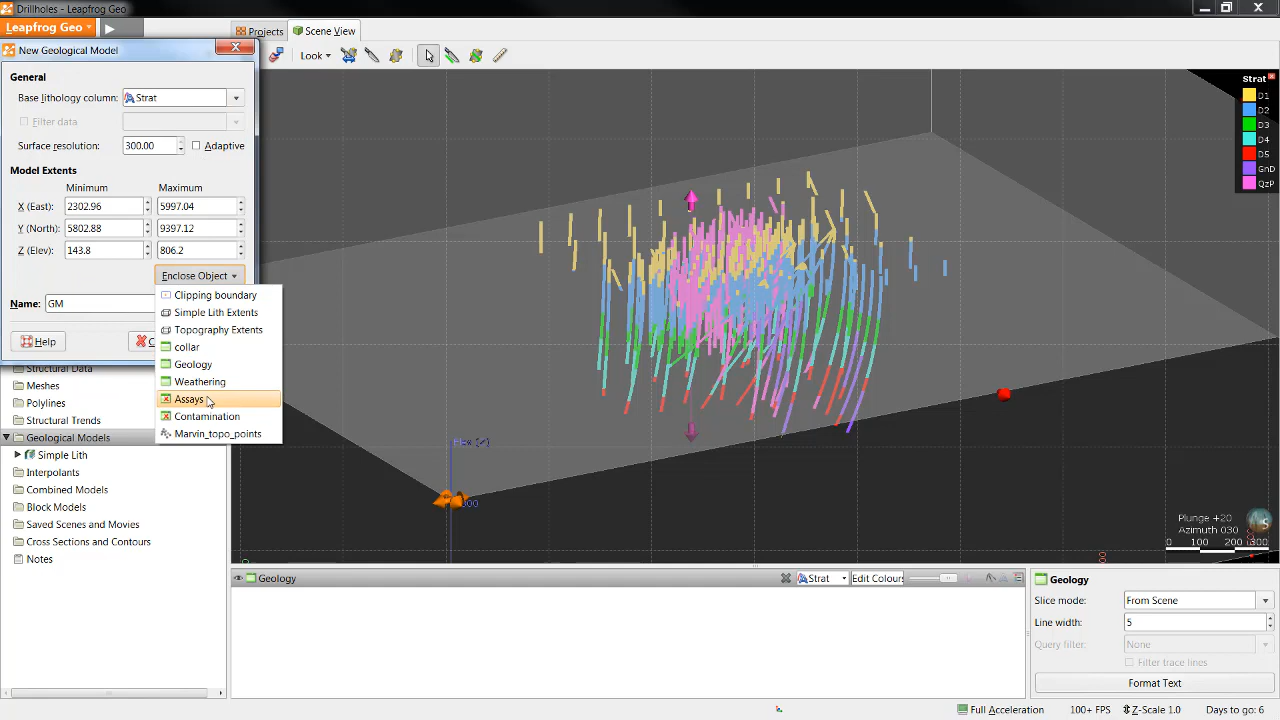 Drillholes - Leapfrog Geo
Leapfrog Geo
Projects
Scene View
Look
New Geological Model
General
Base Lithology column:
Strat
Filter data
Surface resolution:
300.00
Adaptive
Model Extents
Minimum
Maximum
X (East):
2302.96
5997.04
Y (North):
5802.88
9397.12
Z (Elev):
143.8
806.2
Enclose Object
Name:
GM
Help
Clipping boundary
Simple Lith Extents
Topography Extents
collar
Geology
Weathering
Assays
Contamination
Marvin_topo_points
Structural Data
Meshes
Polylines
Structural Trends
Geological Models
Simple Lith
Interpolants
Combined Models
Block Models
Saved Scenes and Movies
Cross Sections and Contours
Notes
Strat
D1
D2
D3
D4
D5
GnD
QzP
Plunge +20
Azimuth 030
0 100 200 300
Geology
Strat
Edit Colours
Geology
Slice mode:
From Scene
Line width:
5
Query filter:
None
Filter trace lines
Format Text
Full Acceleration
100+ FPS
Z-Scale 1.0
Days to go: 6